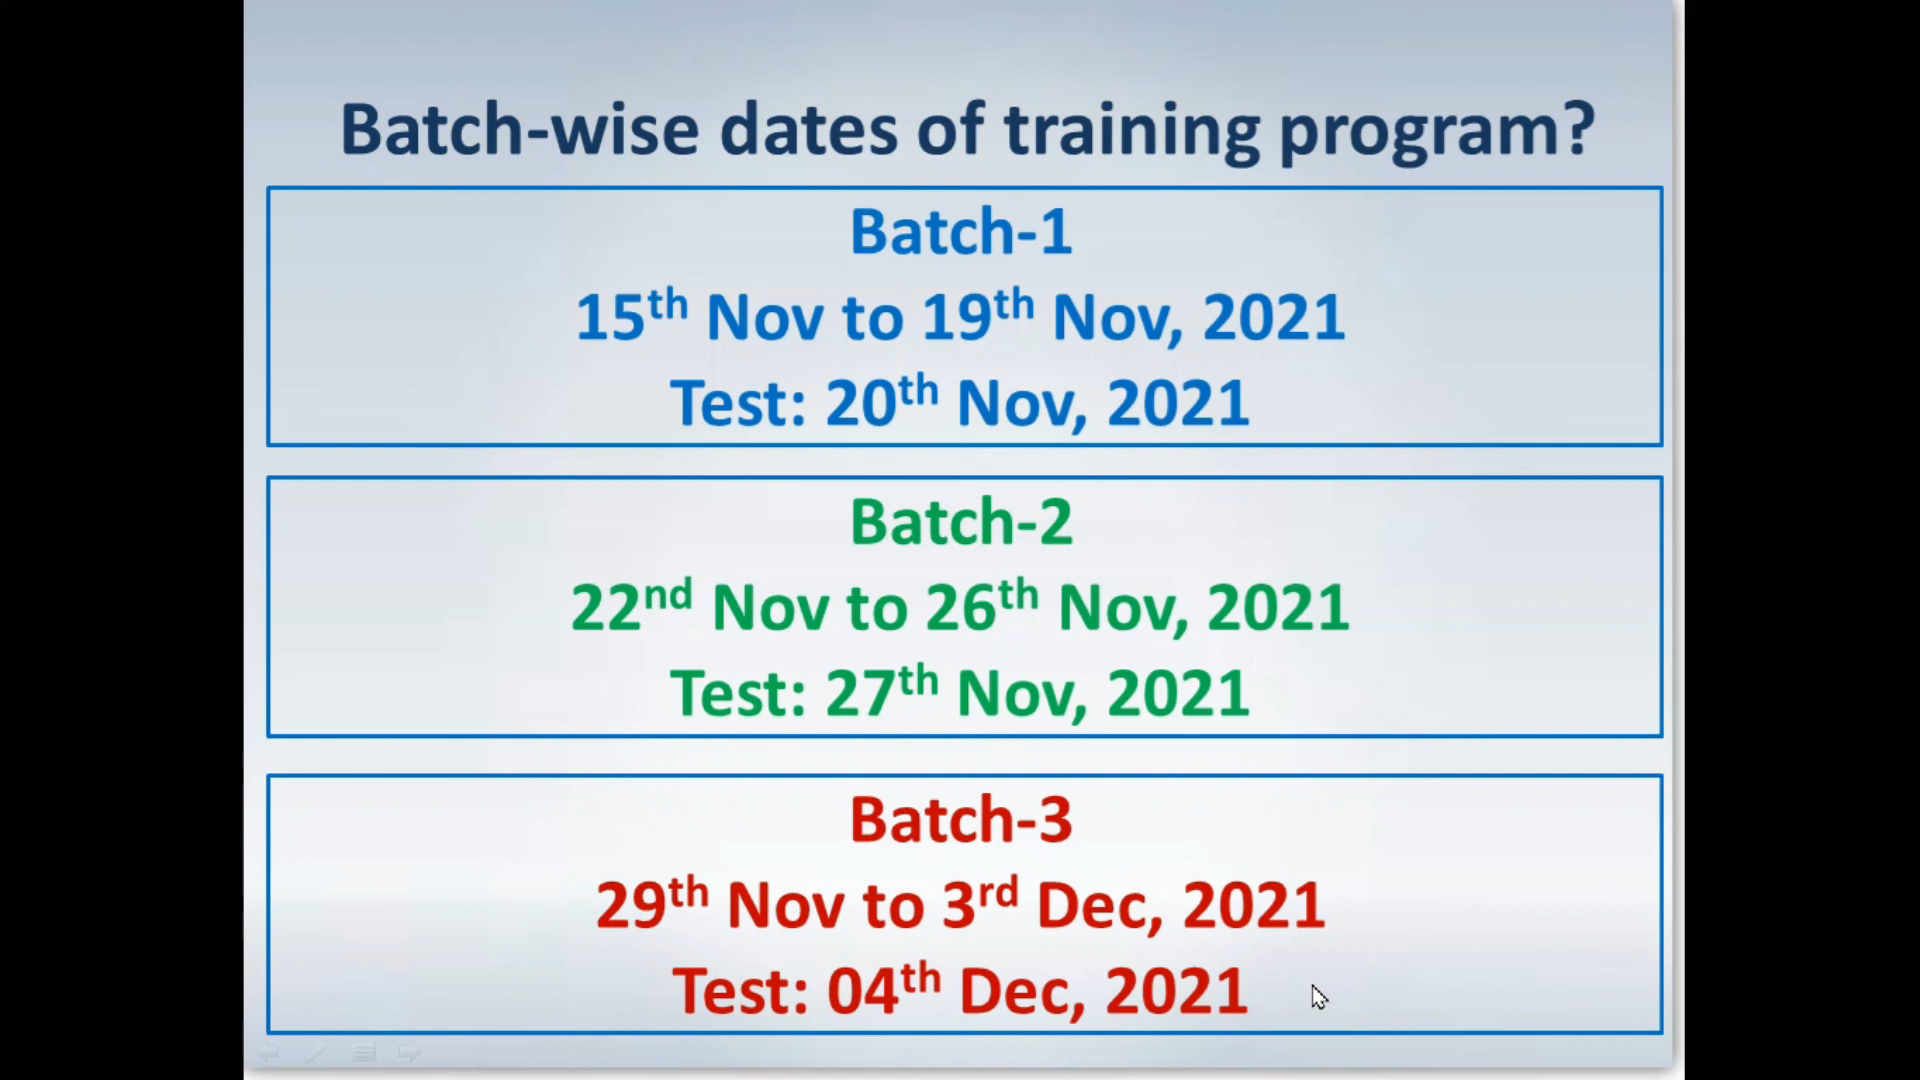 Batch-wise dates of training program?
Batch-1
15th Nov to 19th Nov, 2021
Test: 20th Nov, 2021
Batch-2
22nd Nov to 26th Nov, 2021
Test: 27th Nov, 2021
Batch-3
29th Nov to 3rd Dec, 2021
Test: 04th Dec, 2021